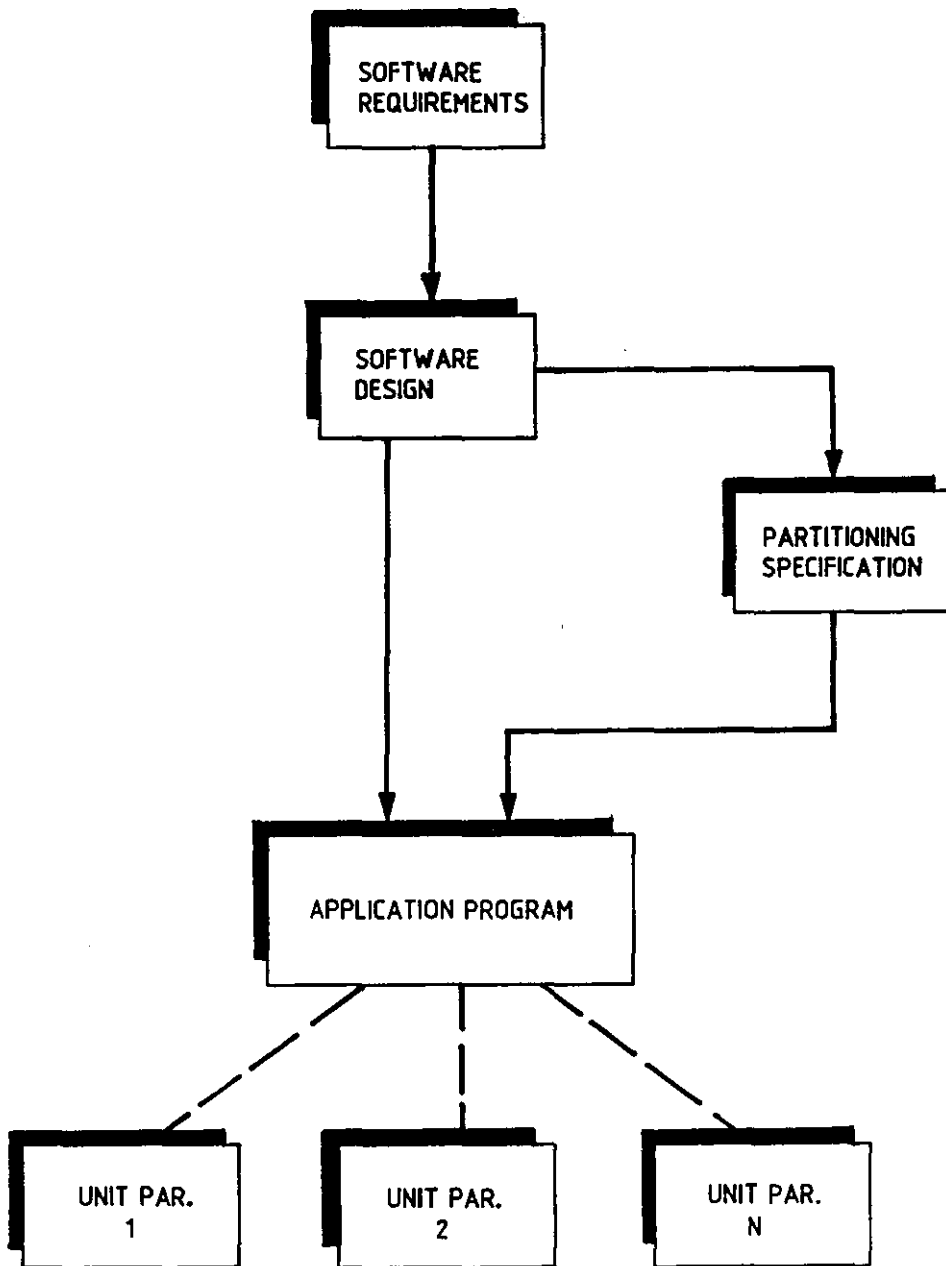 SOFTWARE
REQUIREMENTS
SOFTWARE
DESIGN
PARTITIONING
SPECIFICATION
APPLICATION PROGRAM
UNIT PAR.
1
UNIT PAR.
2
UNIT PAR.
N